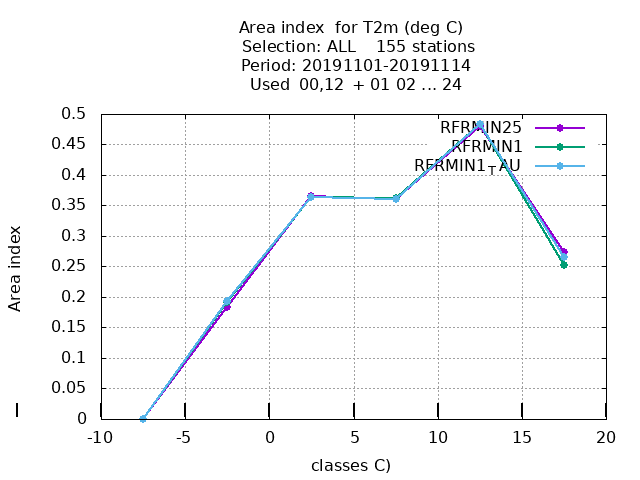 Area index  for T2m (deg C)
Selection: ALL    155 stations
Period: 20191101-20191114
Used  00,12  + 01 02 ... 24
0.5
0.45
0.4
0.35
0.3
0.25
0.2
0.15
0.1
0.05
0
Area index
RFRMIN25
RFRMIN1
RFRMIN1TAU
-10
-5
0
5
10
15
20
classes C)